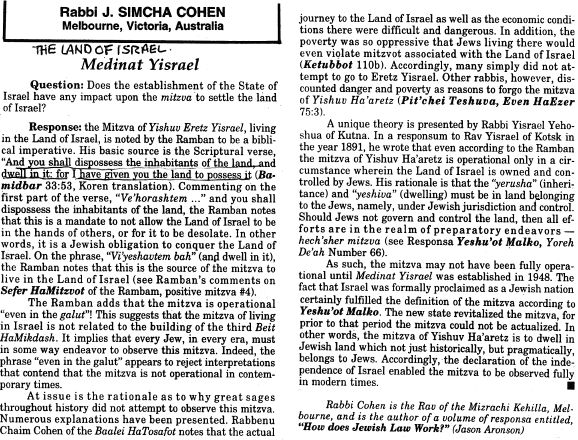 Rabbi J. SIMCHA COHEN
Melbourne, Victoria, Australia
THE LAND OF ISRAEL.
Medinat Yisrael
Question: Does the establishment of the State of
Israel have any impact upon the mitzva to settle the land
of Israel?
Response: the Mitzva of Yishuv Eretz Yisrael, living
in the Land of Israel, is noted by the Ramban to be a bibli-
cal imperative. His basic source is the Scriptural verse,
"And you shall dispossess the inhabitants of the land, and
dwell in it: for I have given you the land to possess it (Ba-
midbar 33:53, Koren translation). Commenting on the
first part of the verse, "Ve'horashtem ..." and you shall
dispossess the inhabitants of the land, the Ramban notes
that this is a mandate to not allow the Land of Israel to be
in the hands of others, or for it to be desolate. In other
words, it is a Jewish obligation to conquer the Land of
Israel. On the phrase, "Vi'yeshavtem bah" (and dwell in it),
the Ramban notes that this is the source of the mitzva to
live in the Land of Israel (see Ramban's comments on
Sefer HaMitzvot of the Rambam, positive mitzva #4).
The Ramban adds that the mitzva is operational
"even in the galut"! This suggests that the mitzva of living
in Israel is not related to the building of the third Beit
HaMikdash. It implies that every Jew, in every era, must
in some way endeavor to observe this mitzva. Indeed, the
phrase "even in the galut" appears to reject interpretations
that contend that the mitzva is not operational in contem-
porary times.
At issue is the rationale as to why great sages
throughout history did not attempt to observe this mitzva.
Numerous explanations have been presented. Rabbenu
Chaim Cohen of the Baalei HaTosafot notes that the actual
journey to the Land of Israel as well as the economic condi-
tions there were difficult and dangerous. In addition, the
poverty was so oppressive that Jews living there would
even violate mitzvot associated with the Land of Israel
(Ketubbot 110b). Accordingly, many simply did not at-
tempt to go to Eretz Yisrael. Other rabbis, however, dis-
counted danger and poverty as reasons to forgo the mitzva
of Yishuv Ha'aretz (Pit'chei Teshuva, Even HaEzer
75:3).
A unique theory is presented by Rabbi Yisrael Yeho-
shua of Kutna. In a responsum to Rav Yisrael of Kotsk in
the year 1891, he wrote that even according to the Ramban
the mitzva of Yishuv Ha'aretz is operational only in a cir-
cumstance wherein the Land of Israel is owned and con-
trolled by Jews. His rationale is that the "yerusha" (inheri-
tance) and "yeshiva" (dwelling) must be in land belonging
to the Jews, namely, under Jewish jurisdiction and control.
Should Jews not govern and control the land, then all ef-
forts are in the realm of preparatory endeavors —
hech'sher mitzva (see Responsa Yeshu'ot Malko, Yoreh
De'ah Number 66).
As such, the mitzva may not have been fully opera-
tional until Medinat Yisrael was established in 1948. The
fact that Israel was formally proclaimed as a Jewish nation
certainly fulfilled the definition of the mitzva according to
Yeshu'ot Malko. The new state revitalized the mitzva, for
prior to that period the mitzva could not be actualized. In
other words, the mitzva of Yishuv Ha'aretz is to dwell in
Jewish land which not just historically, but pragmatically,
belongs to Jews. Accordingly, the declaration of the inde-
pendence of Israel enabled the mitzva to be observed fully
in modern times.
Rabbi Cohen is the Rav of the Mizrachi Kehilla, Mel-
bourne, and is the author of a volume of responsa entitled,
"How does Jewish Law Work?" (Jason Aronson)